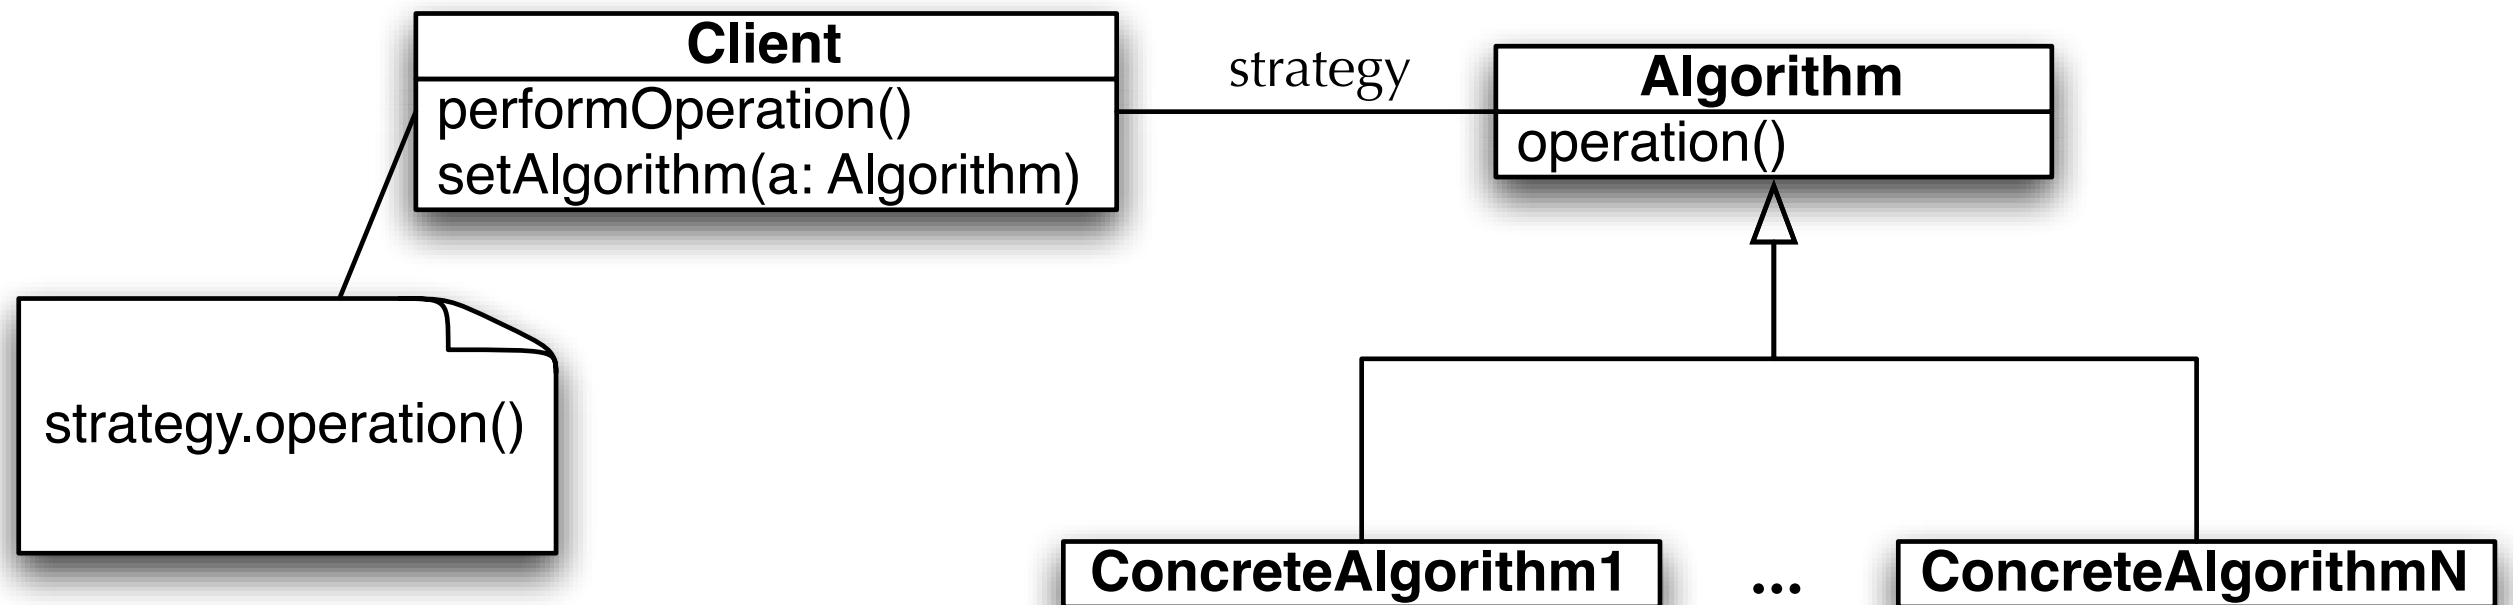 Client
performOperation()
setAlgorithm(a: Algorithm)
strategy
Algorithm
operation()
strategy.operation()
ConcreteAlgorithm1
...
ConcreteAlgorithmN